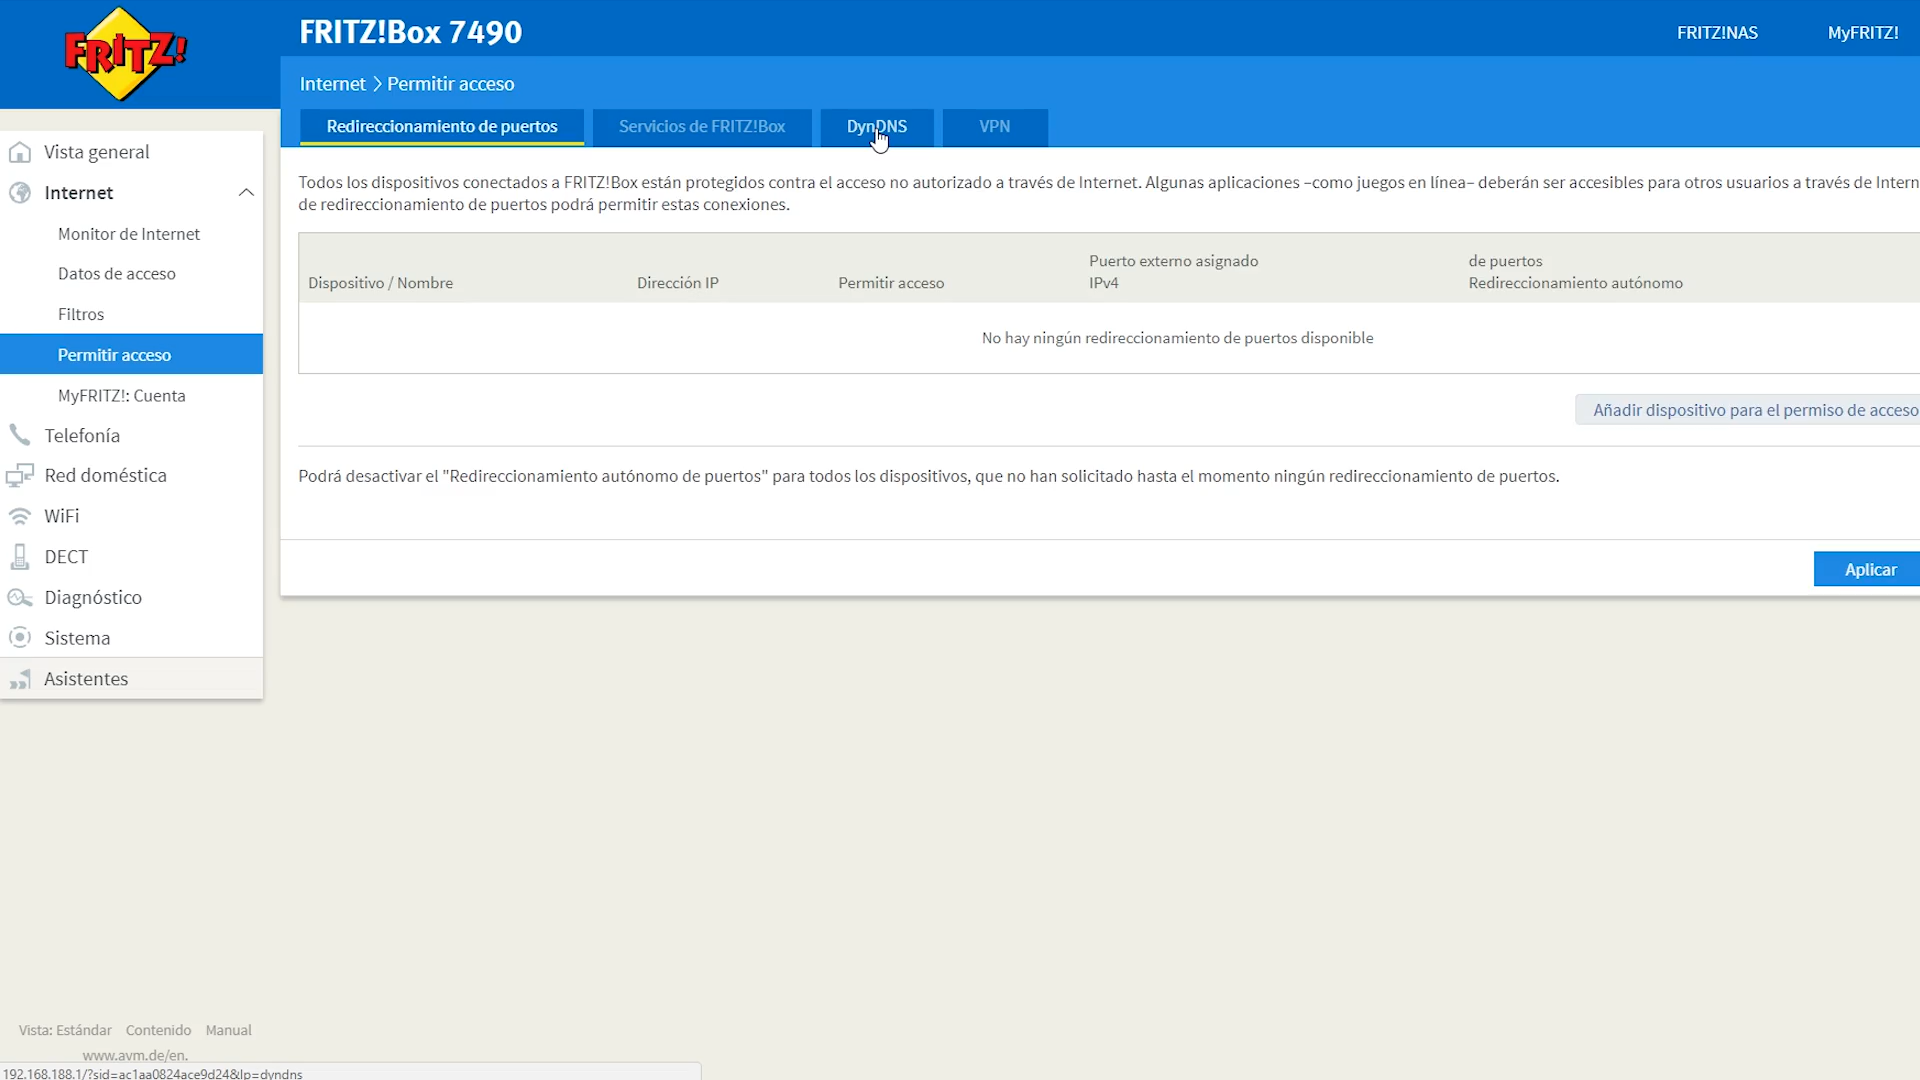 FRITZ!
FRITZ!Box 7490
FRITZ!NAS
MyFRITZ!
Internet > Permitir acceso
Redireccionamiento de puertos
Servicios de FRITZ!Box
DynDNS
VPN
Vista general
Internet
Monitor de Internet
Datos de acceso
Filtros
Permitir acceso
MyFRITZ!: Cuenta
Telefonía
Red doméstica
WiFi
DECT
Diagnóstico
Sistema
Asistentes
Todos los dispositivos conectados a FRITZ!Box están protegidos contra el acceso no autorizado a través de Internet. Algunas aplicaciones –como juegos en línea– deberán ser accesibles para otros usuarios a través de Intern
de redireccionamiento de puertos podrá permitir estas conexiones.
Dispositivo / Nombre
Dirección IP
Permitir acceso
Puerto externo asignado
IPv4
de puertos
Redireccionamiento autónomo
No hay ningún redireccionamiento de puertos disponible
Añadir dispositivo para el permiso de acceso
Podrá desactivar el "Redireccionamiento autónomo de puertos" para todos los dispositivos, que no han solicitado hasta el momento ningún redireccionamiento de puertos.
Aplicar
Vista: Estándar Contenido Manual
www.avm.de/en.
192.168.188.1/?sid=ac1aa0824ace9d24&lp=dyndns